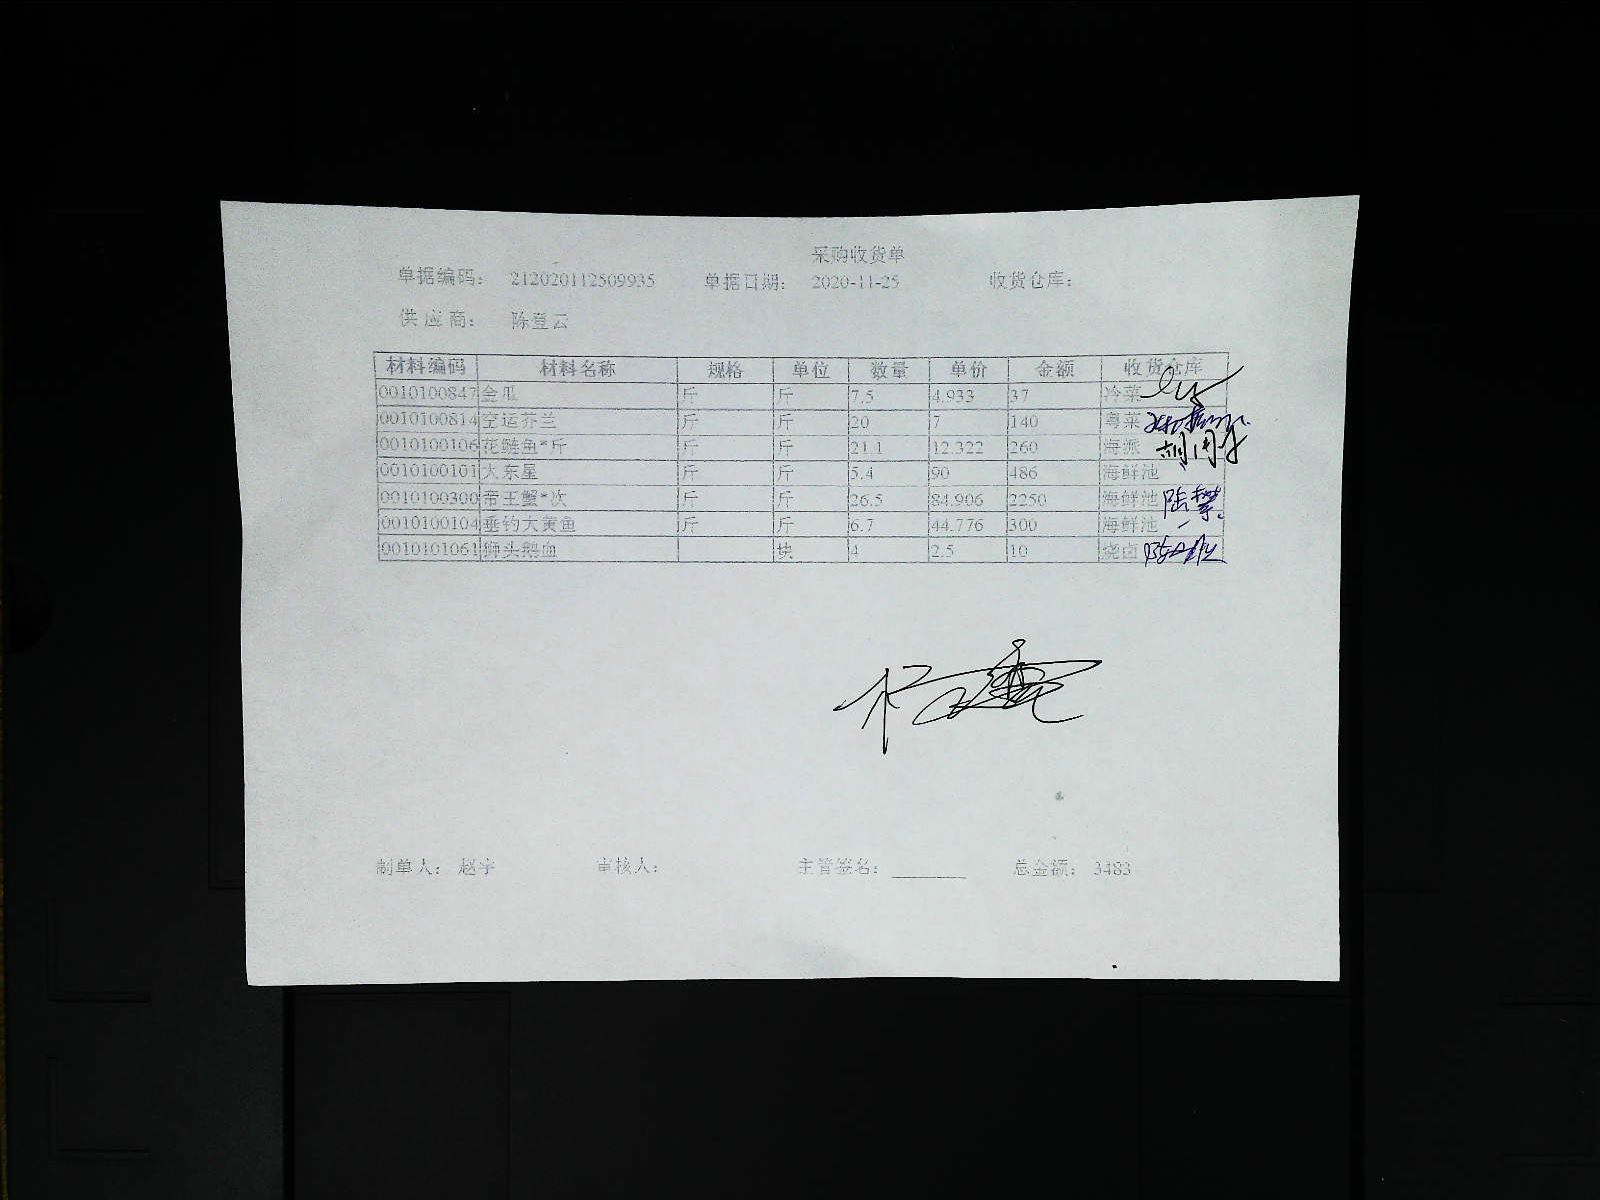 采购收货单
单据编码： 212020112509935 单据日期： 2020-11-25 收货仓库：
供应商： 陈登云
材料编码 材料名称 规格 单位 数量 单价 金额 收货仓库
0010100847 金瓜 斤 斤 7.5 4.933 37 冷菜
0010100814 空运芥兰 斤 斤 20 7 140 粤菜
0010100106 花鲢鱼*斤 斤 斤 21.1 12.322 260 海派
0010100101 大东星 斤 斤 5.4 90 486 海鲜池
0010100300 帝王蟹*次 斤 斤 26.5 84.906 2250 海鲜池
0010100104 垂钓大黄鱼 斤 斤 6.7 44.776 300 海鲜池
0010101061 狮头鹅血 块 4 2.5 10 烧卤
制单人： 赵宇 审核人： 主管签名： 总金额： 3483